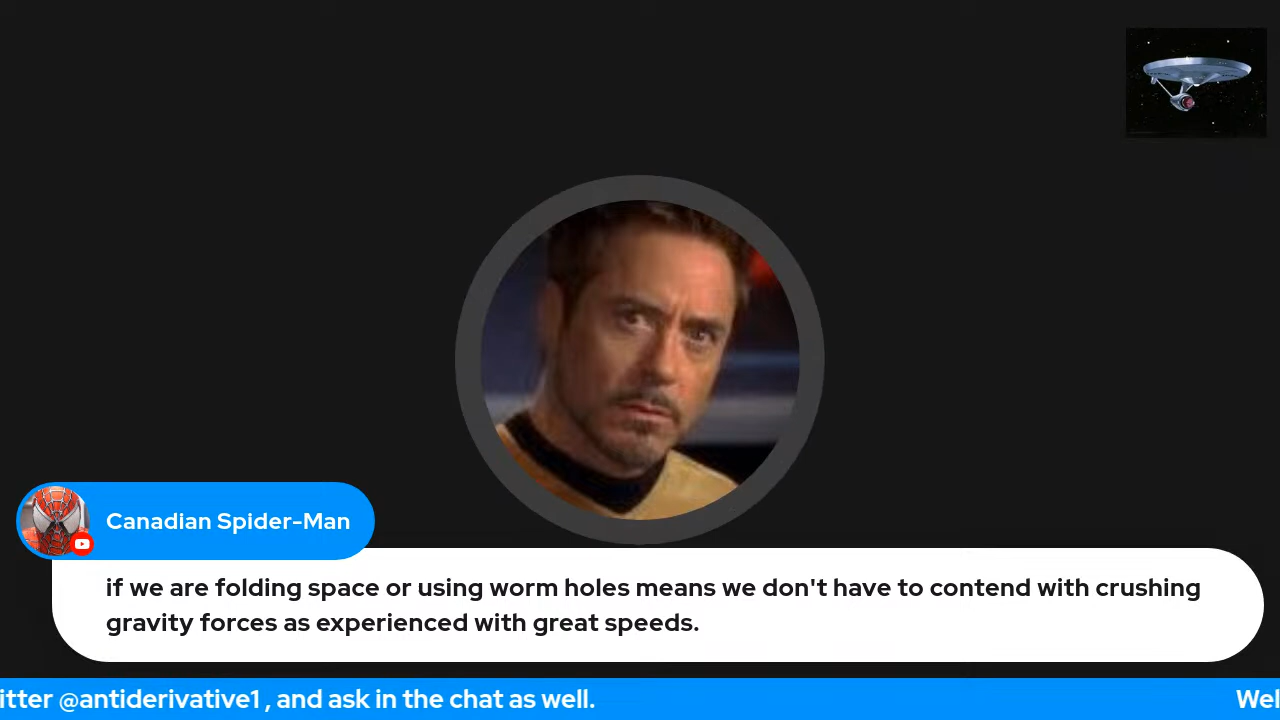 Canadian Spider-Man
if we are folding space or using worm holes means we don't have to contend with crushing
gravity forces as experienced with great speeds.
itter @antiderivative1 , and ask in the chat as well. Wel